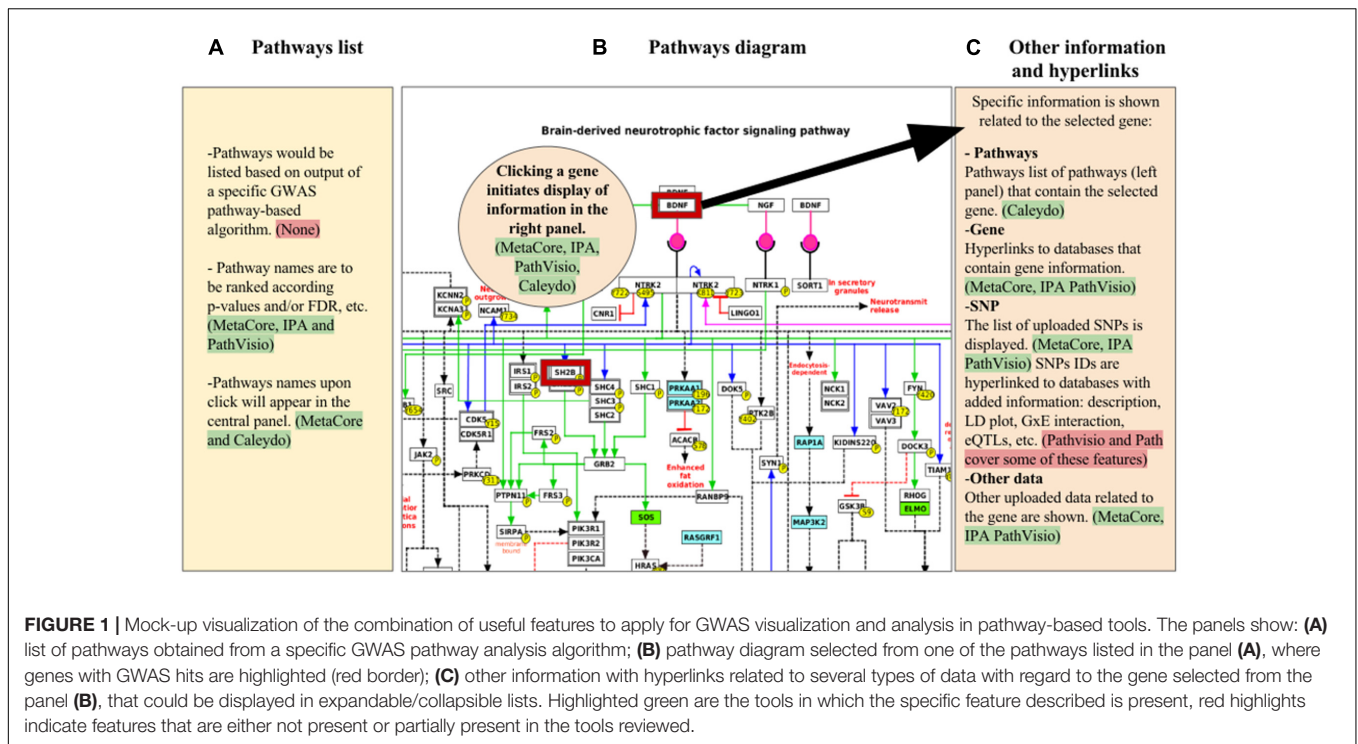 A Pathways list
B Pathways diagram
C Other information
and hyperlinks
-Pathways would be
listed based on output of
a specific GWAS
pathway-based
algorithm. (None)
- Pathway names are to
be ranked according
p-values and/or FDR, etc.
(MetaCore, IPA and
PathVisio)
-Pathways names upon
click will appear in the
central panel. (MetaCore
and Caleydo)
Brain-derived neurotrophic factor signaling pathway
Clicking a gene
initiates display of
information in the
right panel.
(MetaCore, IPA,
PathVisio,
Caleydo)
BDNF
NGF
BDNF
NTRK2
NTRK2
NTRK1
P
SORT1
In secretory
granules
Neurotransmit
release
KCNN2
P
KCNA3
P
outgrow
NCAM1
CNR1
LINGO1
Endocytosis-
dependent
SRC
IRS1
P
IRS2
P
SH2B
SHC4
P
SHC3
P
SHC2
SHC1
P
PRKAA1
PRKAA
DOK5
P
PTK2B
NCK1
NCK2
VAV2
VAV3
FYN
CDK5
CDK5R1
FRS2
P
ACACB
Enhanced
fat
oxidation
RAP1A
KIDINS220
DOCK3
P
JAK2
P
PRKCD
GRB2
SYN1
P
TIAM1
PTPN11
P
FRS3
P
RANBP9
GSK3B
S9
RHOG
ELMO
SIRPA
P
membrane
bound
PIK3R1
PIK3R2
PIK3CA
SOS
RASGRF1
MAP3K2
HRAS
Specific information is shown
related to the selected gene:
- Pathways
Pathways list of pathways (left
panel) that contain the selected
gene. (Caleydo)
-Gene
Hyperlinks to databases that
contain gene information.
(MetaCore, IPA PathVisio)
-SNP
The list of uploaded SNPs is
displayed. (MetaCore, IPA
PathVisio) SNPs IDs are
hyperlinked to databases with
added information: description,
LD plot, GxE interaction,
eQTLs, etc. (Pathvisio and Path
cover some of these features)
-Other data
Other uploaded data related to
the gene are shown. (MetaCore,
IPA PathVisio)
FIGURE 1 | Mock-up visualization of the combination of useful features to apply for GWAS visualization and analysis in pathway-based tools. The panels show: (A)
list of pathways obtained from a specific GWAS pathway analysis algorithm; (B) pathway diagram selected from one of the pathways listed in the panel (A), where
genes with GWAS hits are highlighted (red border); (C) other information with hyperlinks related to several types of data with regard to the gene selected from the
panel (B), that could be displayed in expandable/collapsible lists. Highlighted green are the tools in which the specific feature described is present, red highlights
indicate features that are either not present or partially present in the tools reviewed.